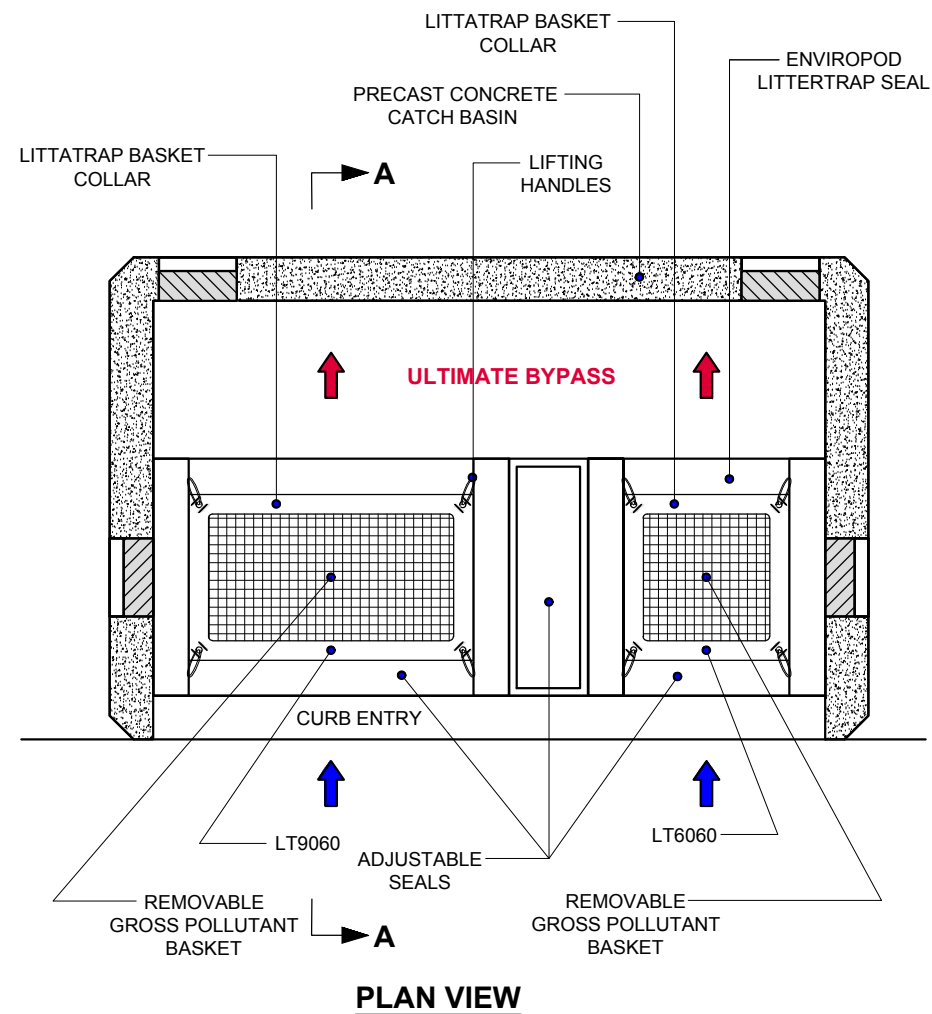 LITTATRAP BASKET
COLLAR
ENVIROPOD
LITTERTRAP SEAL
PRECAST CONCRETE
CATCH BASIN
LITTATRAP BASKET
COLLAR
A
LIFTING
HANDLES
ULTIMATE BYPASS
CURB ENTRY
LT9060
ADJUSTABLE
SEALS
LT6060
REMOVABLE
GROSS POLLUTANT
BASKET
A
REMOVABLE
GROSS POLLUTANT
BASKET
PLAN VIEW